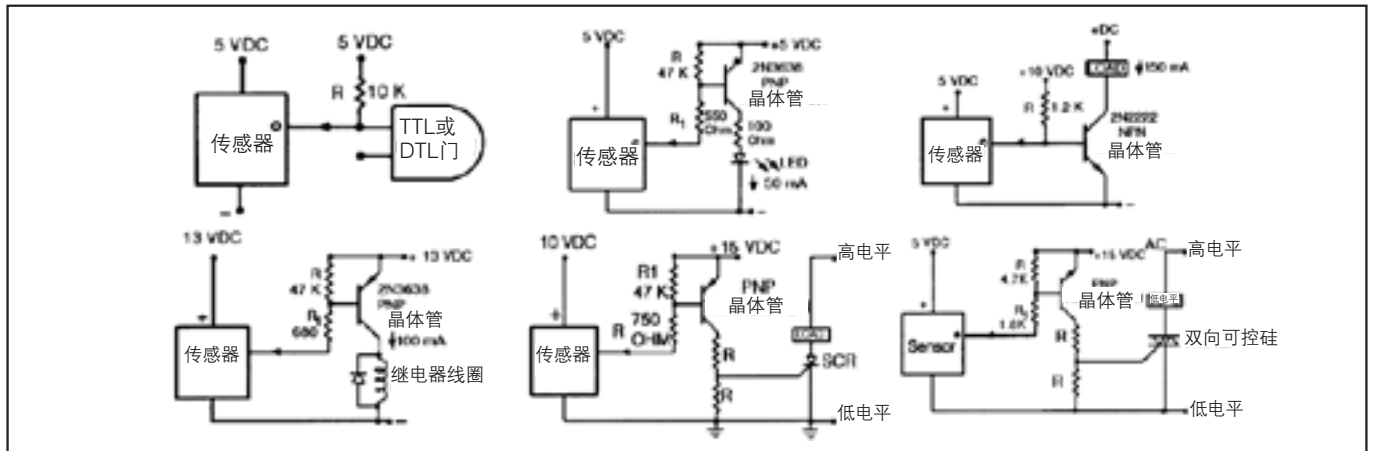 5 VDC
5 VDC
R 10 K
传感器
TTL或
DTL门
5 VDC
+5 VDC
R
47 K
2N3638
PNP
晶体管
R1
550
Ohm
100
Ohm
传感器
LED
50 mA
+DC
LOAD
150 mA
5 VDC
+10 VDC
R 1.2 K
2N2222
NPN
晶体管
传感器
13 VDC
+ 13 VDC
R
47 K
2N3638
PNP
晶体管
680
100 mA
传感器
继电器线圈
10 VDC
+15 VDC
R1
47 K
PNP
晶体管
R
750
OHM
传感器
R
R
LOAD
SCR
高电平
低电平
5 VDC
+15 VDC
AC
高电平
R
4.7K
PNP
晶体管
低电平
1.8K
Sensor
R
R
双向可控硅
低电平